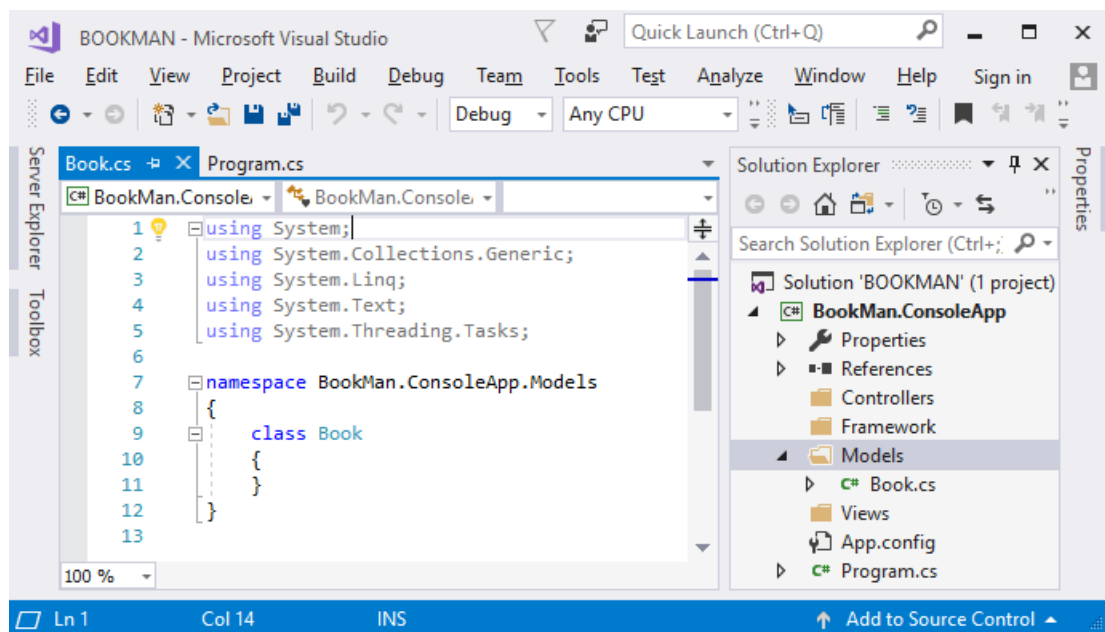 BOOKMAN - Microsoft Visual Studio
Quick Launch (Ctrl+Q)
File Edit View Project Build Debug Team Tools Test Analyze Window Help Sign in
Debug Any CPU
Server Explorer
Toolbox
Book.cs Program.cs
C# BookMan.Console BookMan.Console
1 using System;
2 using System.Collections.Generic;
3 using System.Linq;
4 using System.Text;
5 using System.Threading.Tasks;
6
7 namespace BookMan.ConsoleApp.Models
8 {
9 class Book
10 {
11 }
12 }
13
100 %
Solution Explorer
Search Solution Explorer (Ctrl+;
Solution 'BOOKMAN' (1 project)
C# BookMan.ConsoleApp
Properties
References
Controllers
Framework
Models
C# Book.cs
Views
App.config
C# Program.cs
Properties
Ln 1 Col 14 INS Add to Source Control